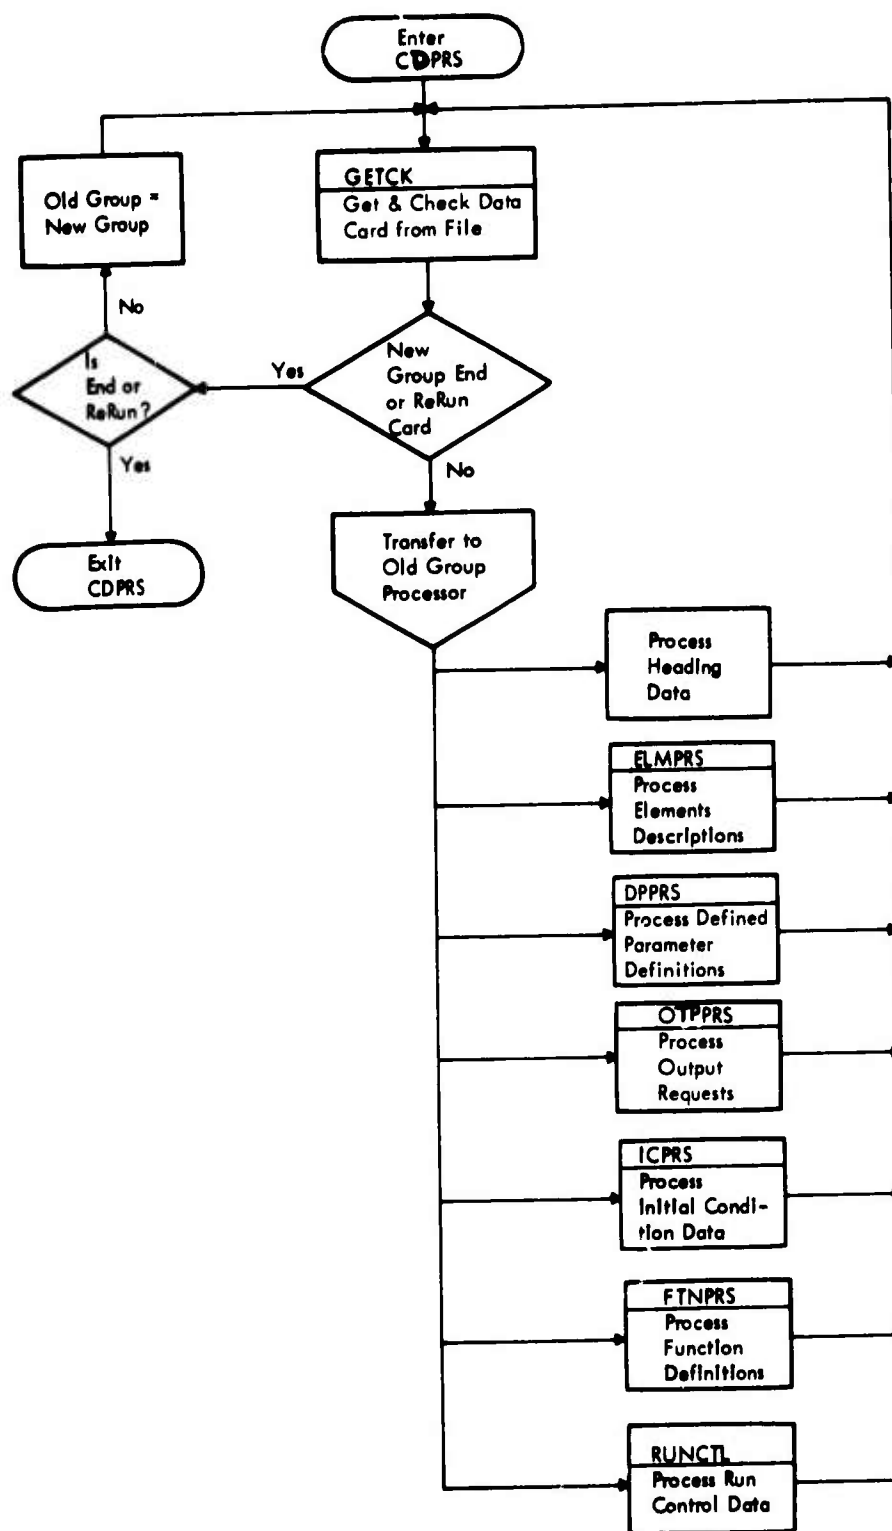 Enter
CDPRS
GETCK
Get & Check Data
Card from File
Old Group =
New Group
No
Is
End or
ReRun?
Yes
New
Group End
or ReRun
Card
Yes
No
Exit
CDPRS
Transfer to
Old Group
Processor
Process
Heading
Data
ELMPRS
Process
Elements
Descriptions
DPPRS
Process Defined
Parameter
Definitions
OTPPRS
Process
Output
Requests
ICPRS
Process
Initial Condi-
tion Data
FTNPRS
Process
Function
Definitions
RUNCTL
Process Run
Control Data